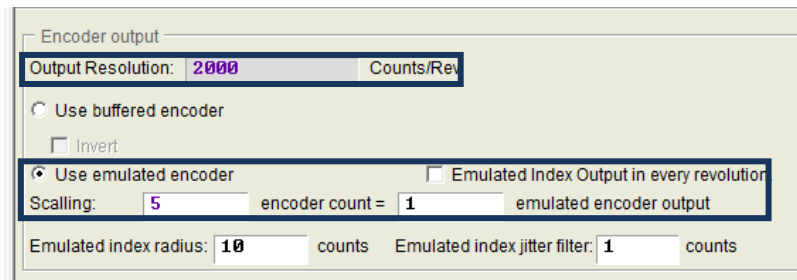 Encoder output
Output Resolution: 2000 Counts/Rev
Use buffered encoder
Invert
Use emulated encoder Emulated Index Output in every revolution.
Scalling: 5 encoder count = 1 emulated encoder output
Emulated index radius: 10 counts Emulated index jitter filter: 1 counts